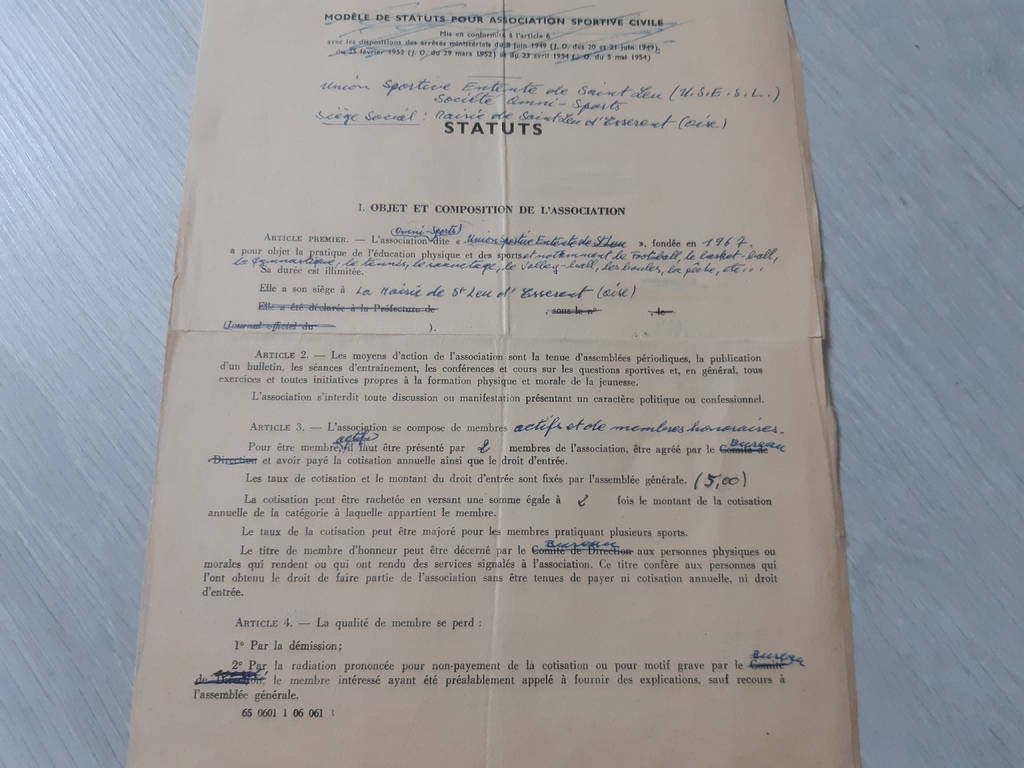 MODÈLE DE STATUTS POUR ASSOCIATION SPORTIVE CIVILE
Mis en conformité à l'article 6
avec les dispositions des arrêtés ministériels du 8 juin 1949 (J. O. des 20 et 21 juin 1949);
du 25 février 1952 (J. O. du 29 mars 1952) et du 23 avril 1954 (J. O. du 5 mai 1954)
Union Sportive Entente de Saint Leu (U.S.E.S.L.)
Société Omni-Sports
Siège Social : Mairie de Saint Leu d'Esserent (Oise)
STATUTS
I. OBJET ET COMPOSITION DE L'ASSOCIATION
(Omni-Sports)
ARTICLE PREMIER. — L'association dite « Union Sportive Entente de St Leu », fondée en 1967.
a pour objet la pratique de l'éducation physique et des sports et notamment le Football, le basket-ball,
la gymnastique, le tennis, le sauvetage, le Volley-ball, les boules, la pêche, etc...
Sa durée est illimitée.
Elle a son siège à La Mairie de St Leu d'Esserent (Oise)
Elle a été déclarée à la Préfecture de , sous le n° , le
(Journal officiel du ).
ARTICLE 2. — Les moyens d'action de l'association sont la tenue d'assemblées périodiques, la publication
d'un bulletin, les séances d'entraînement, les conférences et cours sur les questions sportives et, en général, tous
exercices et toutes initiatives propres à la formation physique et morale de la jeunesse.
L'association s'interdit toute discussion ou manifestation présentant un caractère politique ou confessionnel.
ARTICLE 3. — L'association se compose de membres actifs et de membres honoraires.
Pour être membre actif, il faut être présenté par 2 membres de l'association, être agréé par le Comité de Bureau
Direction et avoir payé la cotisation annuelle ainsi que le droit d'entrée.
Les taux de cotisation et le montant du droit d'entrée sont fixés par l'assemblée générale. (5,00)
La cotisation peut être rachetée en versant une somme égale à 2 fois le montant de la cotisation
annuelle de la catégorie à laquelle appartient le membre.
Le taux de la cotisation peut être majoré pour les membres pratiquant plusieurs sports.
Bureau
Le titre de membre d'honneur peut être décerné par le Comité de Direction aux personnes physiques ou
morales qui rendent ou qui ont rendu des services signalés à l'association. Ce titre confère aux personnes qui
l'ont obtenu le droit de faire partie de l'association sans être tenues de payer ni cotisation annuelle, ni droit
d'entrée.
ARTICLE 4. — La qualité de membre se perd :
1° Par la démission;
Bureau
2° Par la radiation prononcée pour non-payement de la cotisation ou pour motif grave par le Comité
de Direction, le membre intéressé ayant été préalablement appelé à fournir des explications, sauf recours à
l'assemblée générale.
65 0601 1 06 061 3